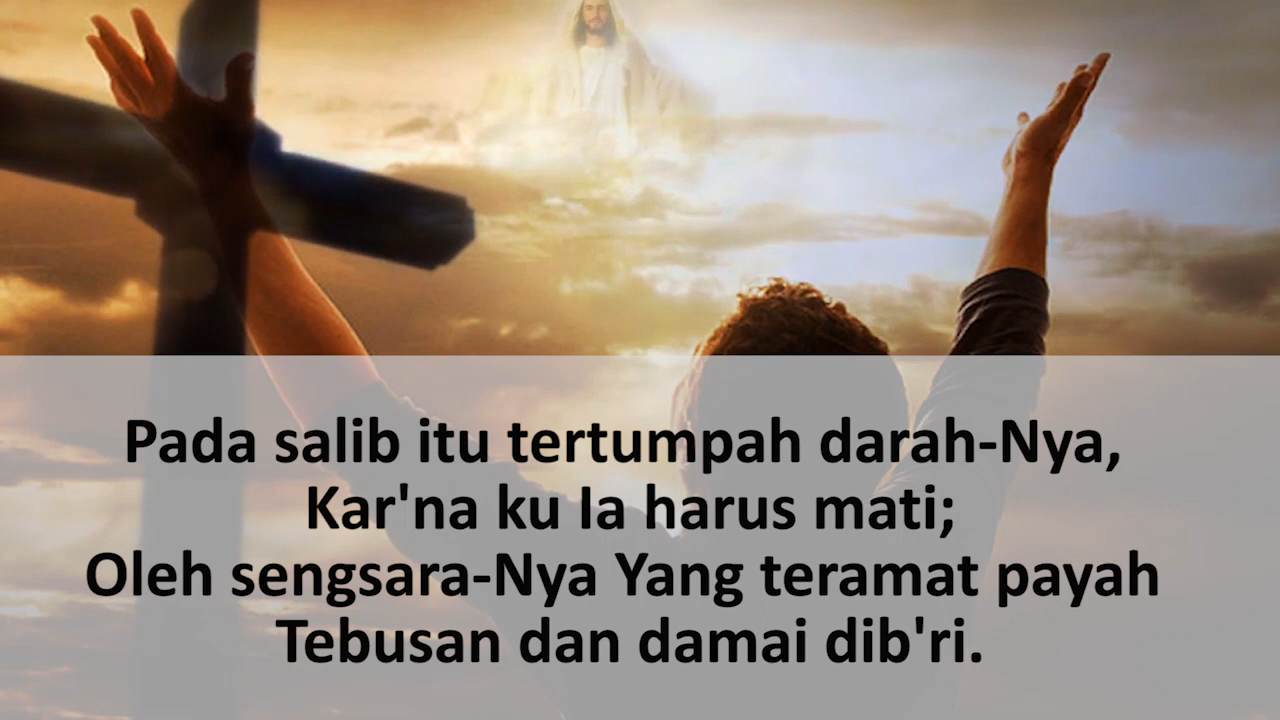 Pada salib itu tertumpah darah-Nya,
Kar'na ku Ia harus mati;
Oleh sengsara-Nya Yang teramat payah
Tebusan dan damai dib'ri.